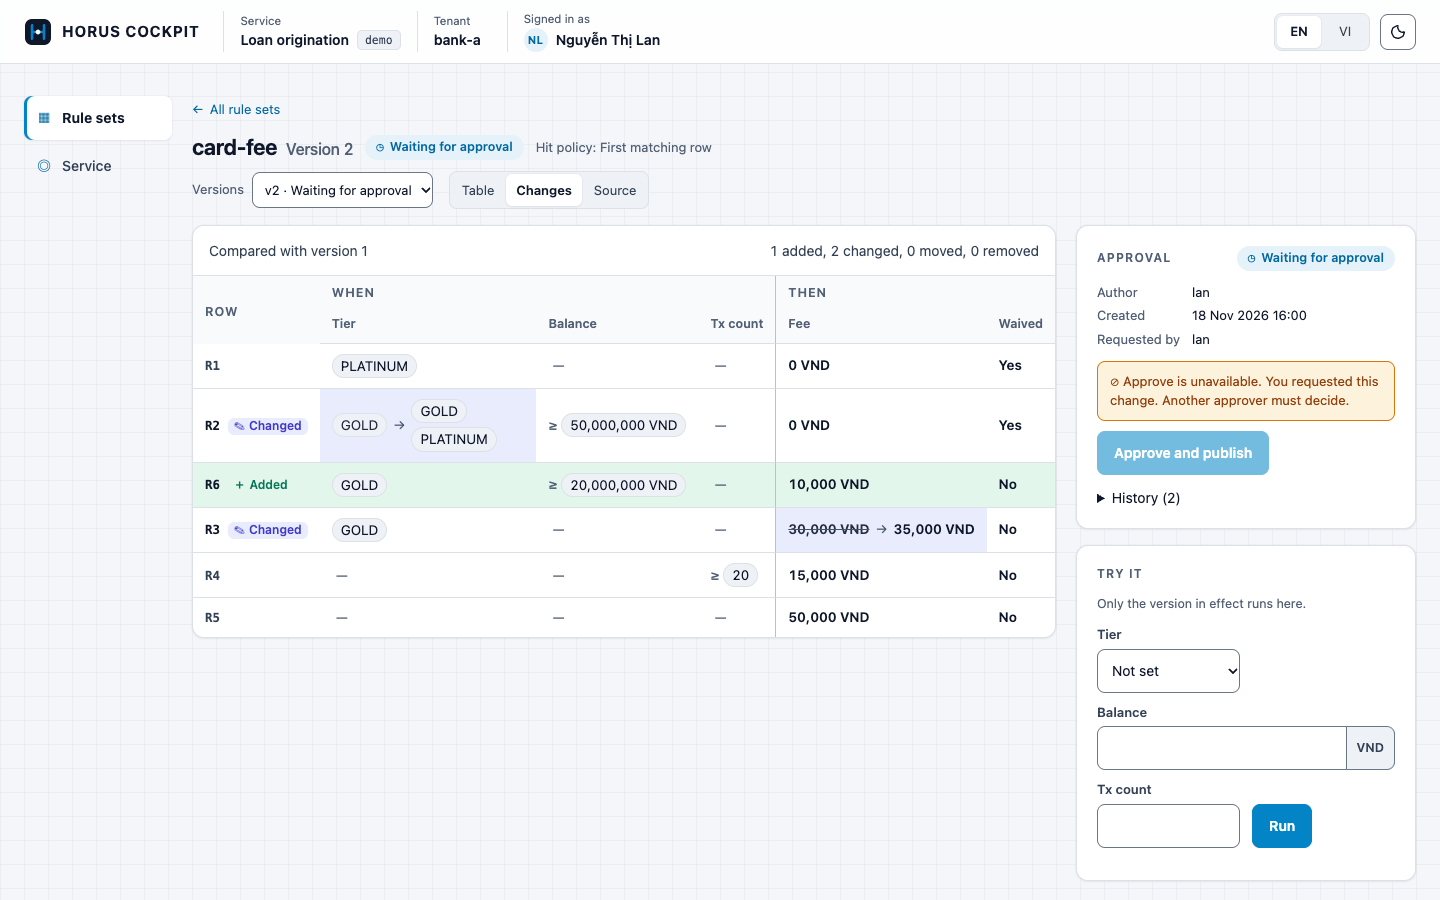 HORUS COCKPIT
Service
Loan origination demo
Tenant
bank-a
Signed in as
NL Nguyễn Thị Lan
EN VI
Rule sets
Service
← All rule sets
card-fee Version 2 Waiting for approval Hit policy: First matching row
Versions v2 · Waiting for approval Table Changes Source
Compared with version 1 1 added, 2 changed, 0 moved, 0 removed
ROW WHEN THEN
Tier Balance Tx count Fee Waived
R1 PLATINUM — — 0 VND Yes
R2 ✎ Changed GOLD → GOLD PLATINUM ≥ 50,000,000 VND — 0 VND Yes
R6 + Added GOLD ≥ 20,000,000 VND — 10,000 VND No
R3 ✎ Changed GOLD — — 30,000 VND → 35,000 VND No
R4 — — ≥ 20 15,000 VND No
R5 — — — 50,000 VND No
APPROVAL Waiting for approval
Author lan
Created 18 Nov 2026 16:00
Requested by lan
⊘ Approve is unavailable. You requested this
change. Another approver must decide.
Approve and publish
▶ History (2)
TRY IT
Only the version in effect runs here.
Tier
Not set
Balance
VND
Tx count
Run